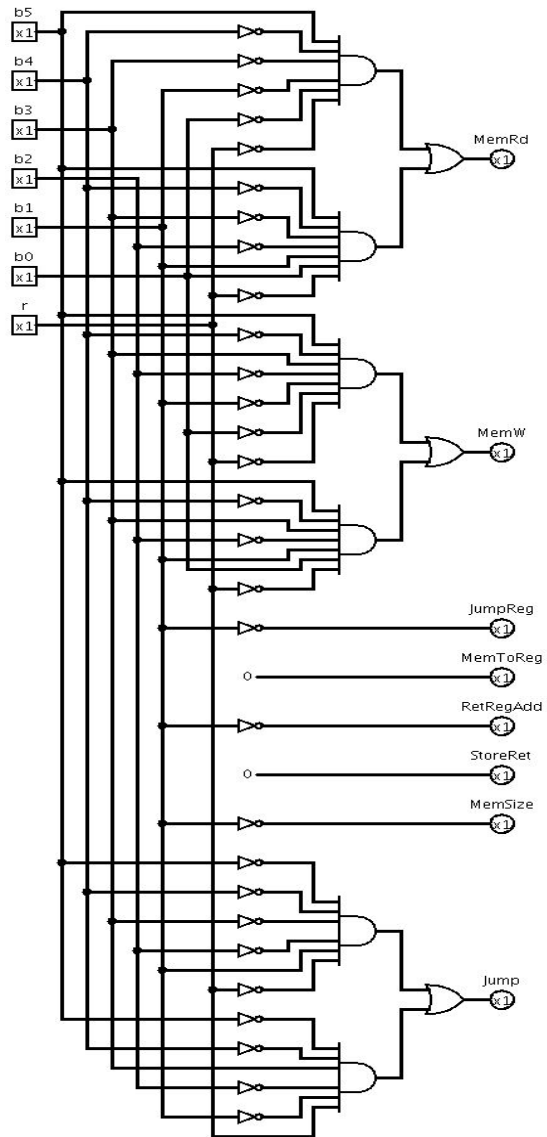 b5
x1
b4
x1
b3
x1
MemRd
x1
b2
x1
b1
x1
b0
x1
r
x1
MemW
x1
JumpReg
x1
MemToReg
0
x1
RetRegAdd
x1
StoreRet
0
x1
MemSize
x1
Jump
x1